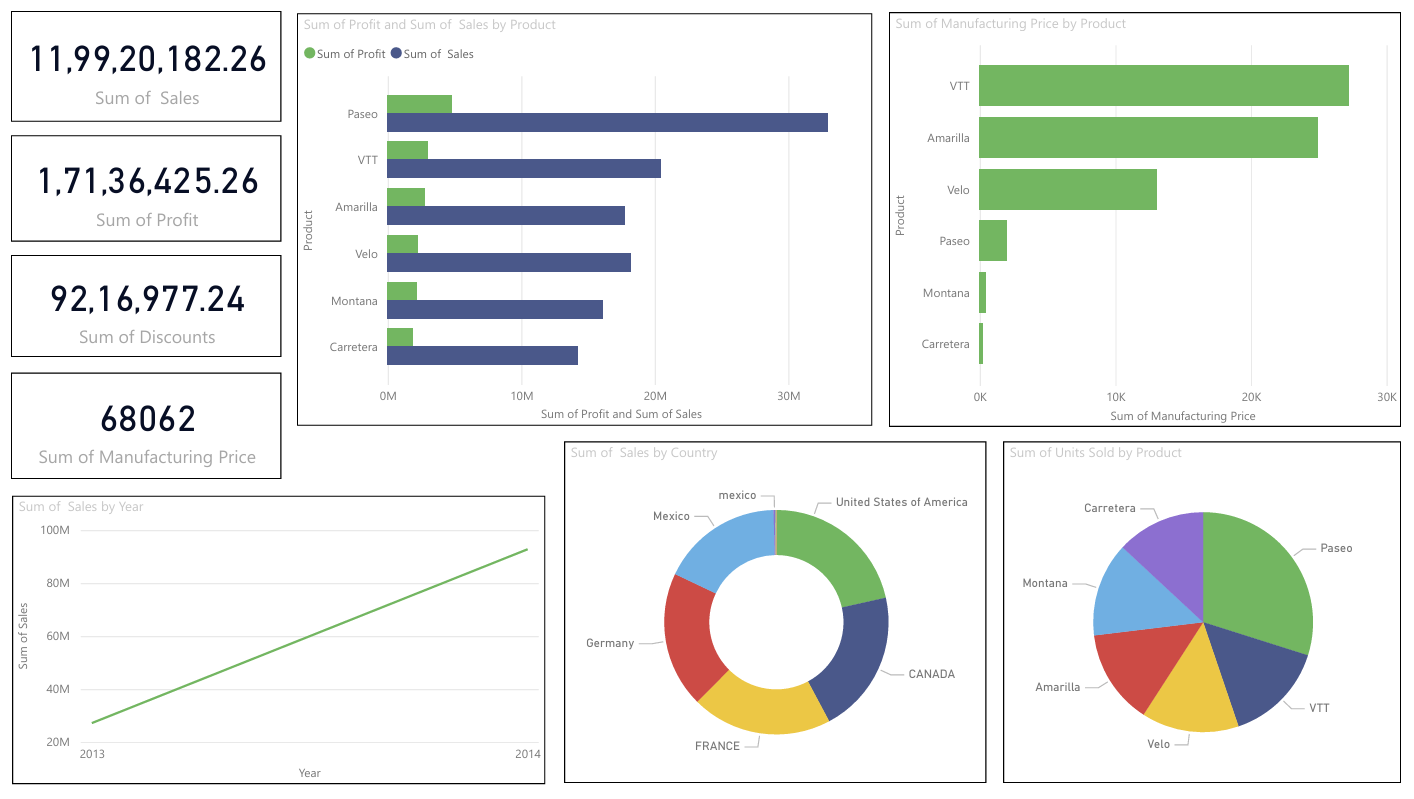 11,99,20,182.26
Sum of  Sales
1,71,36,425.26
Sum of Profit
92,16,977.24
Sum of Discounts
68062
Sum of Manufacturing Price
Sum of Profit and Sum of  Sales by Product
Sum of Profit Sum of  Sales
Product
Paseo
VTT
Amarilla
Velo
Montana
Carretera
0M 10M 20M 30M
Sum of Profit and Sum of Sales
Sum of Manufacturing Price by Product
Product
VTT
Amarilla
Velo
Paseo
Montana
Carretera
0K 10K 20K 30K
Sum of Manufacturing Price
Sum of  Sales by Year
Sum of Sales
100M
80M
60M
40M
20M
2013 2014
Year
Sum of  Sales by Country
mexico
United States of America
Mexico
Germany
CANADA
FRANCE
Sum of Units Sold by Product
Carretera
Paseo
Montana
Amarilla
VTT
Velo